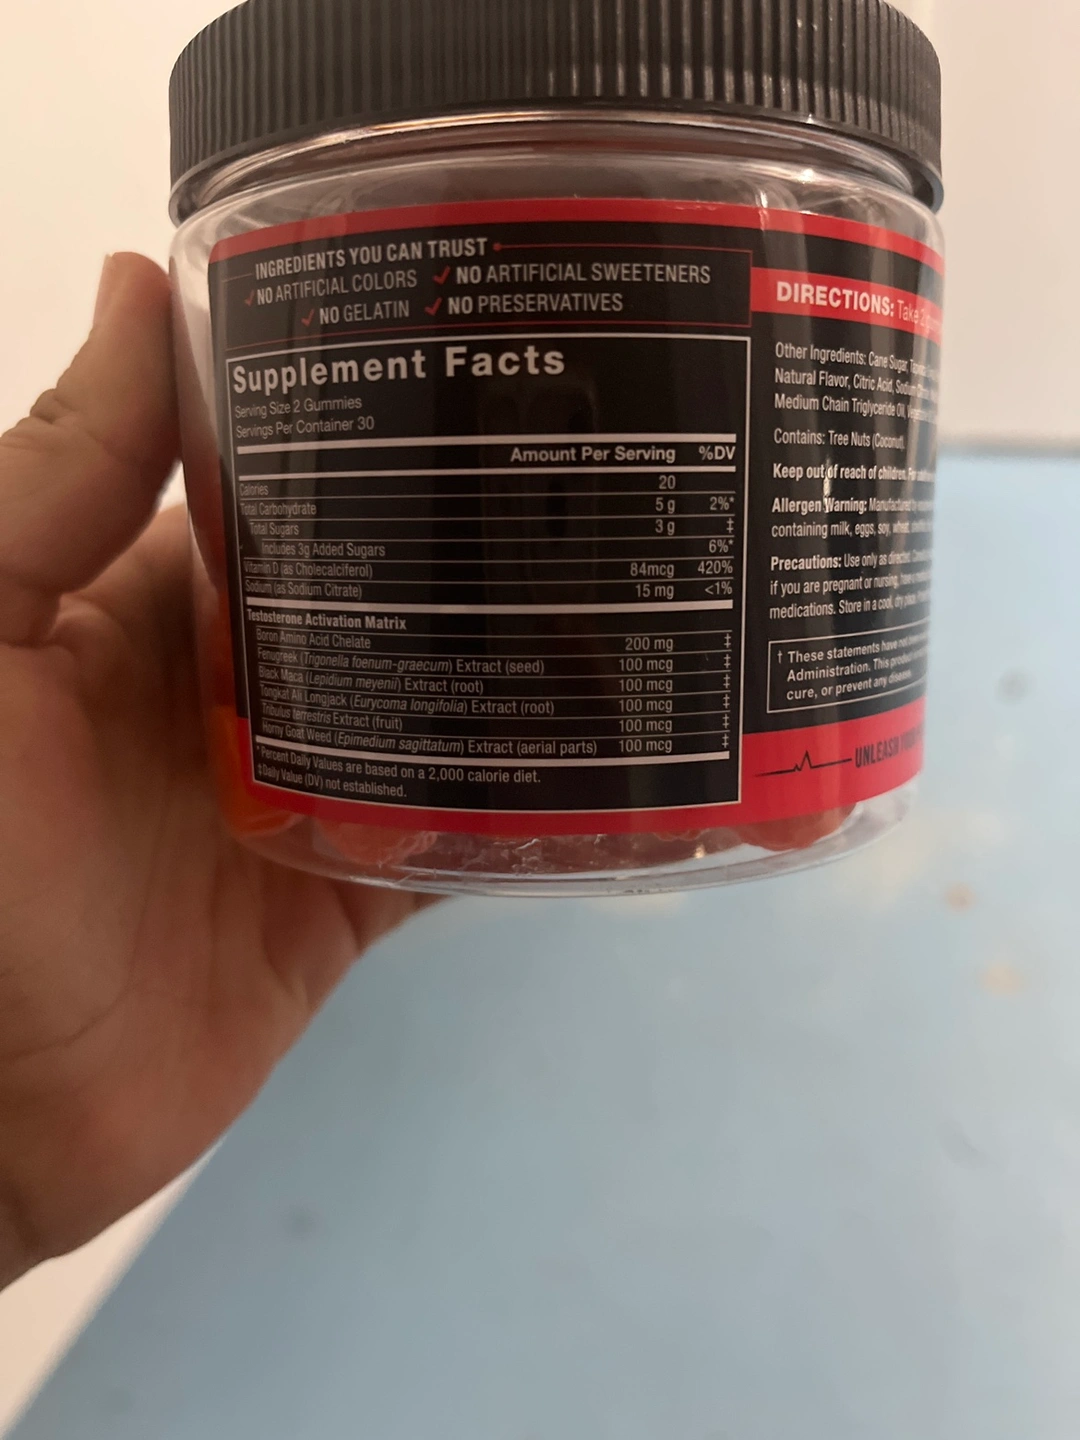 INGREDIENTS YOU CAN TRUST
✓ NO ARTIFICIAL COLORS ✓ NO ARTIFICIAL SWEETENERS
✓ NO GELATIN ✓ NO PRESERVATIVES
Supplement Facts
Serving Size 2 Gummies
Servings Per Container 30
Amount Per Serving %DV
Calories 20
Total Carbohydrate 5 g 2%*
Total Sugars 3 g ‡
Includes 3g Added Sugars 6%*
Vitamin D (as Cholecalciferol) 84mcg 420%
Sodium (as Sodium Citrate) 15 mg <1%
Testosterone Activation Matrix
Boron Amino Acid Chelate 200 mg ‡
Fenugreek (Trigonella foenum-graecum) Extract (seed) 100 mcg ‡
Black Maca (Lepidium meyenii) Extract (root) 100 mcg ‡
Tongkat Ali Longjack (Eurycoma longifolia) Extract (root) 100 mcg ‡
Tribulus terrestris Extract (fruit) 100 mcg ‡
Horny Goat Weed (Epimedium sagittatum) Extract (aerial parts) 100 mcg ‡
* Percent Daily Values are based on a 2,000 calorie diet.
‡ Daily Value (DV) not established.
DIRECTIONS: Take 2
Other Ingredients: Cane Sugar,
Natural Flavor, Citric Acid, Sodium
Medium Chain Triglyceride Oil,
Contains: Tree Nuts (Coconut).
Keep out of reach of children.
Allergen Warning: Manufactured
containing milk, eggs, soy, wheat,
Precautions: Use only as directed.
if you are pregnant or nursing,
medications. Store in a cool, dry place.
† These statements have not
Administration. This product
cure, or prevent any disease.
UNLEASH